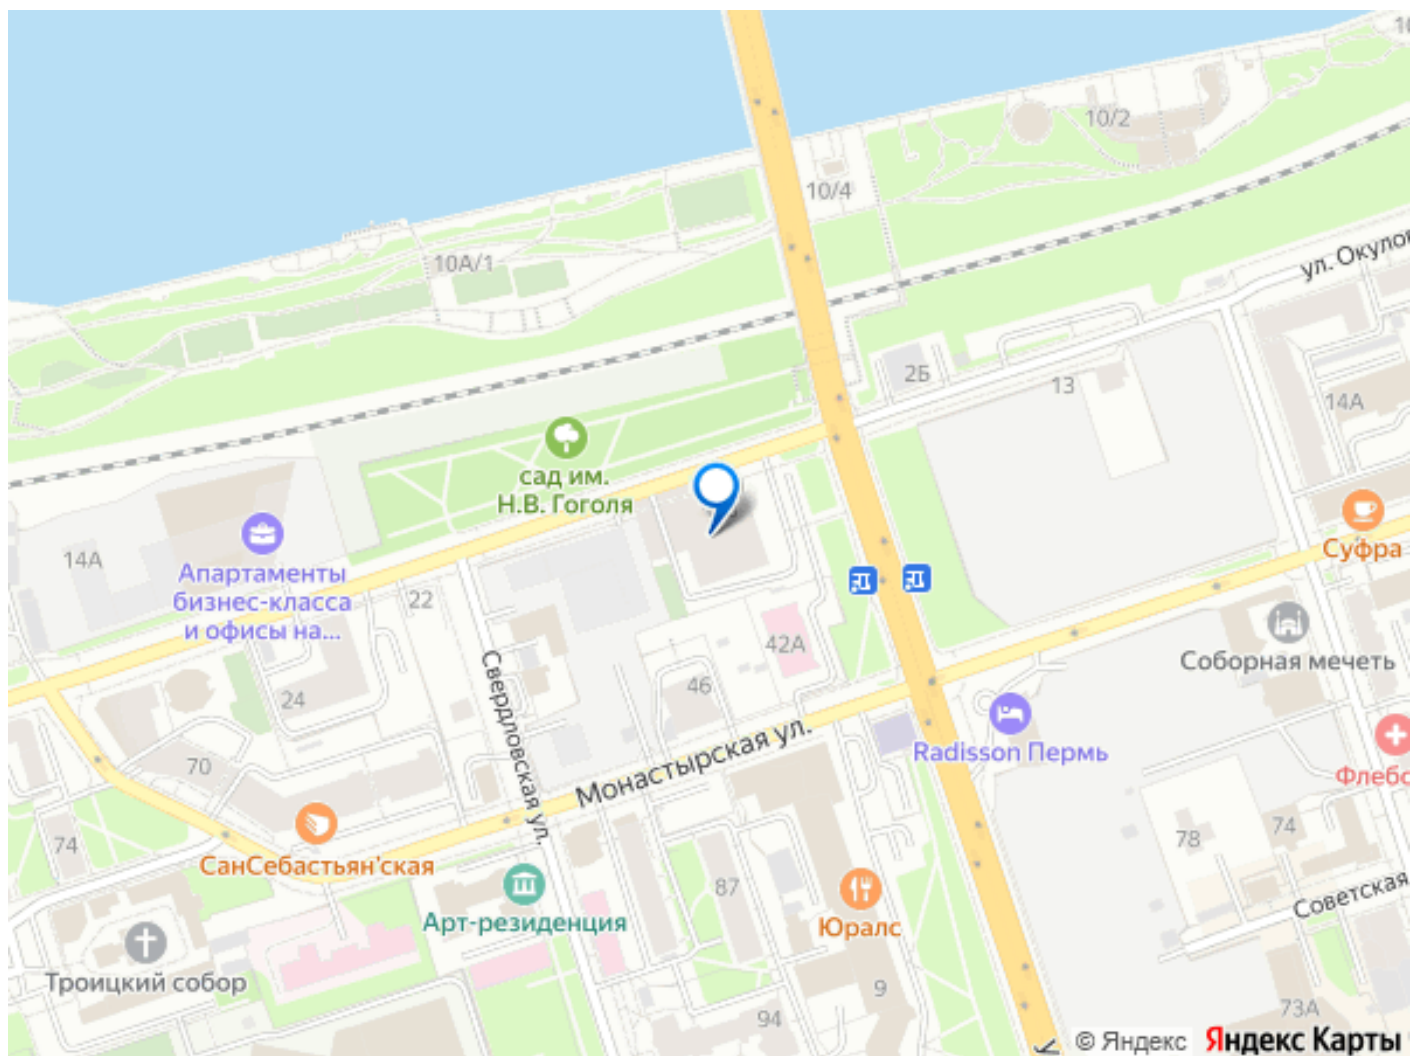 10/2
10/4
10А/1
ул. Окулов
2Б
13
14А
сад им.
Н.В. Гоголя
14А
Апартаменты
бизнес-класса
и офисы на...
22
Суфра
42А
Соборная мечеть
Свердловская ул.
46
24
Radisson Пермь
Монастырская ул.
70
Флебо
74
СанСебастьян'ская
78
74
87
Арт-резиденция
Юралс
Советская
Троицкий собор
9
94
73А
© Яндекс Яндекс Карты